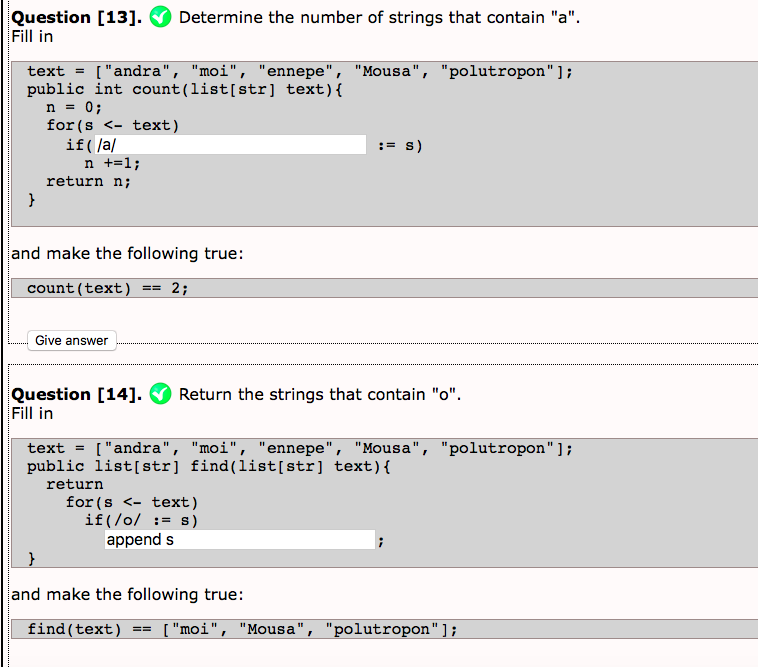 Question [13]. Determine the number of strings that contain "a".
Fill in
text = ["andra", "moi", "ennepe", "Mousa", "polutropon"];
public int count(list[str] text){
  n = 0;
  for(s <- text)
    if( /a/ := s)
      n +=1;
  return n;
}
and make the following true:
count(text) == 2;
Give answer
Question [14]. Return the strings that contain "o".
Fill in
text = ["andra", "moi", "ennepe", "Mousa", "polutropon"];
public list[str] find(list[str] text){
  return
    for(s <- text)
      if(/o/ := s)
        append s ;
}
and make the following true:
find(text) == ["moi", "Mousa", "polutropon"];